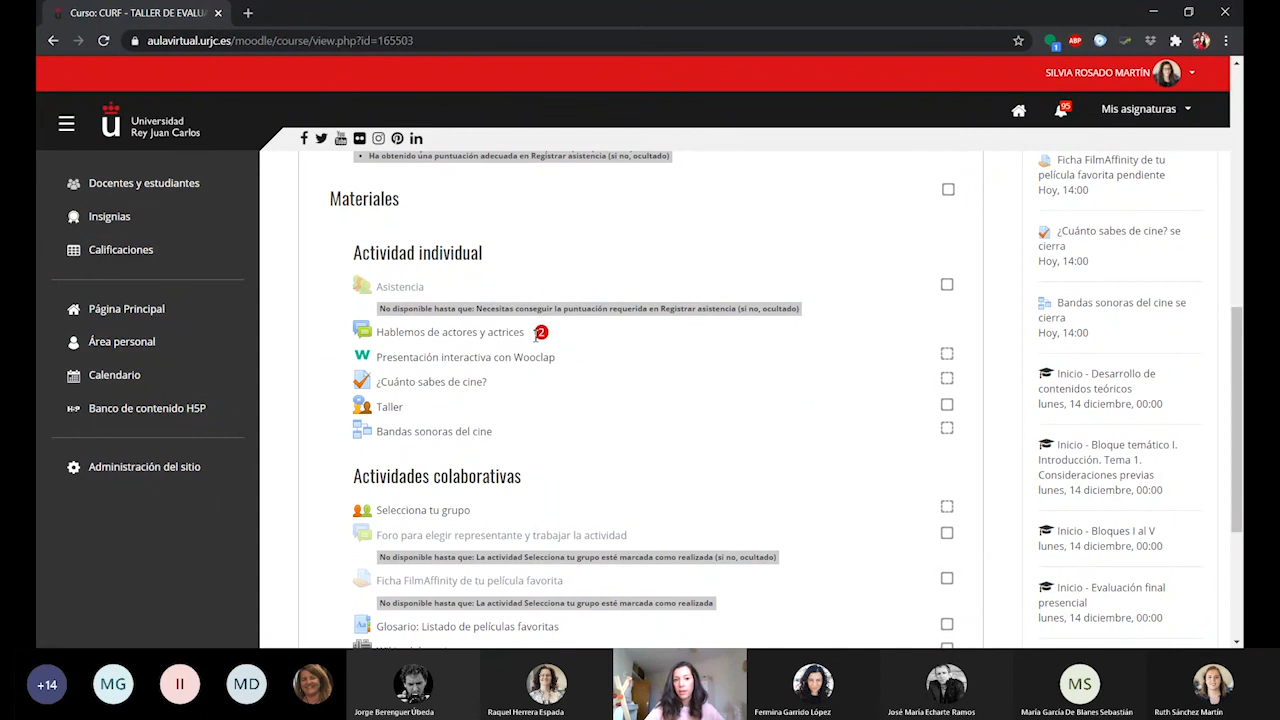 Curso: CURF - TALLER DE EVALU
aulavirtual.urjc.es/moodle/course/view.php?id=165503
1
ABP
SILVIA ROSADO MARTÍN
u
Universidad
Rey Juan Carlos
95
Mis asignaturas
You
Tube
Docentes y estudiantes
Insignias
Calificaciones
Página Principal
Área personal
Calendario
H-P
Banco de contenido H5P
Administración del sitio
• Ha obtenido una puntuación adecuada en Registrar asistencia (si no, ocultado)
Materiales
Actividad individual
Asistencia
No disponible hasta que: Necesitas conseguir la puntuación requerida en Registrar asistencia (si no, ocultado)
Hablemos de actores y actrices 2
W Presentación interactiva con Wooclap
¿Cuánto sabes de cine?
Taller
Bandas sonoras del cine
Actividades colaborativas
Selecciona tu grupo
Foro para elegir representante y trabajar la actividad
No disponible hasta que: La actividad Selecciona tu grupo esté marcada como realizada (si no, ocultado)
Ficha FilmAffinity de tu película favorita
No disponible hasta que: La actividad Selecciona tu grupo esté marcada como realizada
Aa Glosario: Listado de películas favoritas
Ficha FilmAffinity de tu
película favorita pendiente
Hoy, 14:00
¿Cuánto sabes de cine? se
cierra
Hoy, 14:00
Bandas sonoras del cine se
cierra
Hoy, 14:00
Inicio - Desarrollo de
contenidos teóricos
lunes, 14 diciembre, 00:00
Inicio - Bloque temático I.
Introducción. Tema 1.
Consideraciones previas
lunes, 14 diciembre, 00:00
Inicio - Bloques I al V
lunes, 14 diciembre, 00:00
Inicio - Evaluación final
presencial
lunes, 14 diciembre, 00:00
+14
MG
II
MD
Jorge Berenguer Úbeda
Raquel Herrera Espada
Fermina Garrido López
José María Echarte Ramos
MS
María García De Blanes Sebastián
Ruth Sánchez Martín